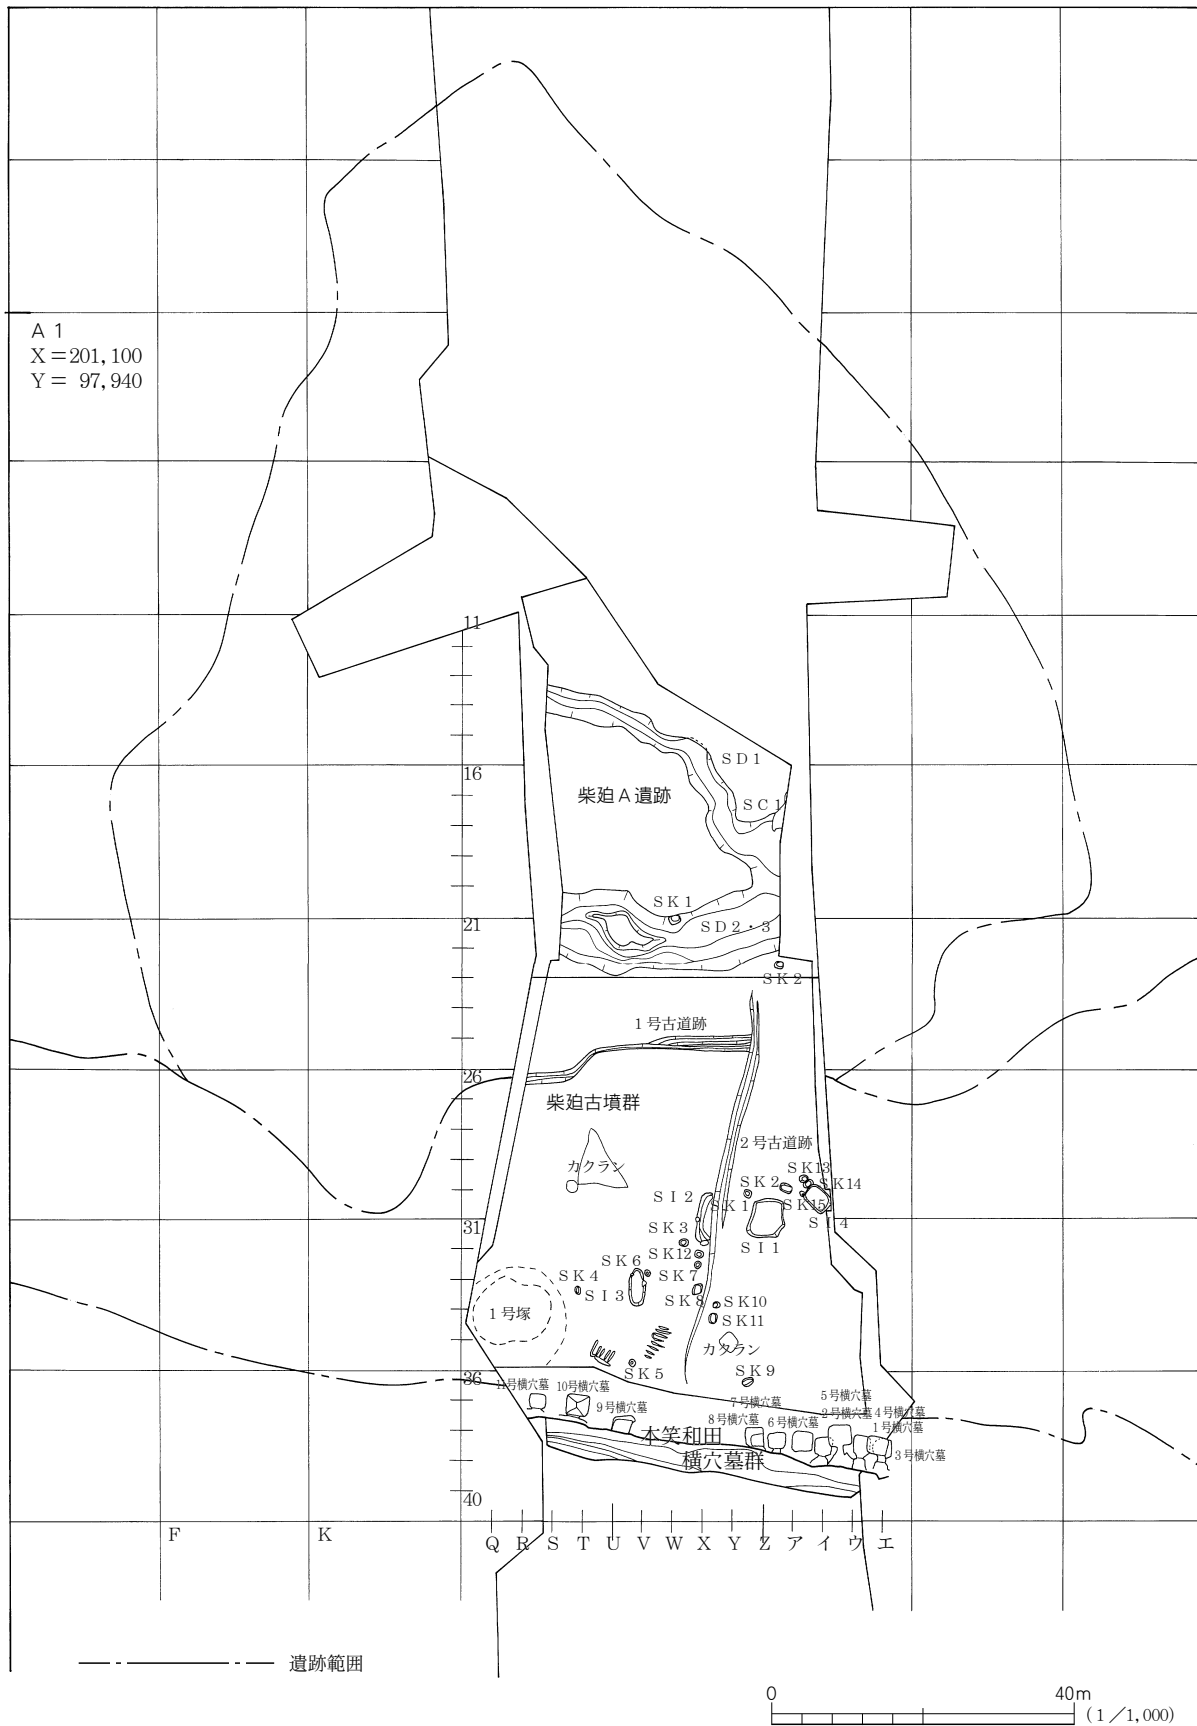 A 1
X＝201,100
Y＝ 97,940
11
SD1
16
柴迫A遺跡
SC1
SK1
21
SD2・3
SK2
1号古道跡
26
柴迫古墳群
2号古道跡
カクラン
SK13
SK2
SK14
SI2
SK1
SK15
SI4
31
SK3
SI1
SK12
SK6
SK4
SK7
SI3
SK8
SK10
1号塚
SK11
カクラン
SK5
SK9
36
11号横穴墓
10号横穴墓
5号横穴墓
7号横穴墓
9号横穴墓
2号横穴墓
4号横穴墓
8号横穴墓
6号横穴墓
1号横穴墓
本笑和田
横穴墓群
3号横穴墓
40
F
K
Q R S T U V W X Y Z ア イ ウ エ
遺跡範囲
0
40m
(1／1,000)